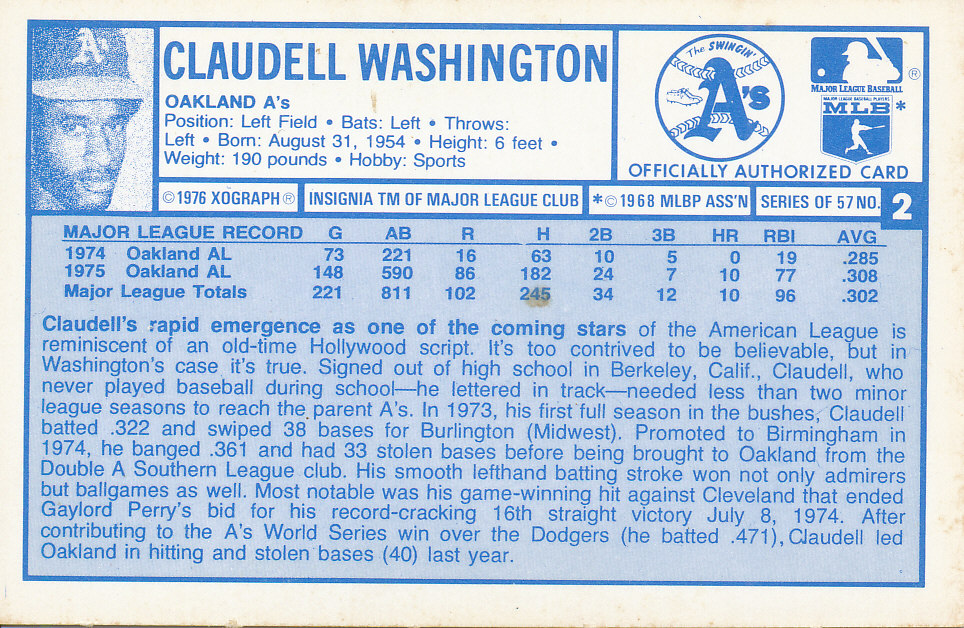 CLAUDELL WASHINGTON
OAKLAND A's
Position: Left Field • Bats: Left • Throws:
Left • Born: August 31, 1954 • Height: 6 feet •
Weight: 190 pounds • Hobby: Sports
The SWINGIN'
A's
MAJOR LEAGUE BASEBALL ®
MAJOR LEAGUE BASEBALL PLAYERS
MLB *
OFFICIALLY AUTHORIZED CARD
© 1976 XOGRAPH ® INSIGNIA TM OF MAJOR LEAGUE CLUB * © 1968 MLBP ASS'N SERIES OF 57 NO. 2
MAJOR LEAGUE RECORD G AB R H 2B 3B HR RBI AVG
1974 Oakland AL 73 221 16 63 10 5 0 19 .285
1975 Oakland AL 148 590 86 182 24 7 10 77 .308
Major League Totals 221 811 102 245 34 12 10 96 .302
Claudell's rapid emergence as one of the coming stars of the American League is
reminiscent of an old-time Hollywood script. It's too contrived to be believable, but in
Washington's case it's true. Signed out of high school in Berkeley, Calif., Claudell, who
never played baseball during school—he lettered in track—needed less than two minor
league seasons to reach the parent A's. In 1973, his first full season in the bushes, Claudell
batted .322 and swiped 38 bases for Burlington (Midwest). Promoted to Birmingham in
1974, he banged .361 and had 33 stolen bases before being brought to Oakland from the
Double A Southern League club. His smooth lefthand batting stroke won not only admirers
but ballgames as well. Most notable was his game-winning hit against Cleveland that ended
Gaylord Perry's bid for his record-cracking 16th straight victory July 8, 1974. After
contributing to the A's World Series win over the Dodgers (he batted .471), Claudell led
Oakland in hitting and stolen bases (40) last year.